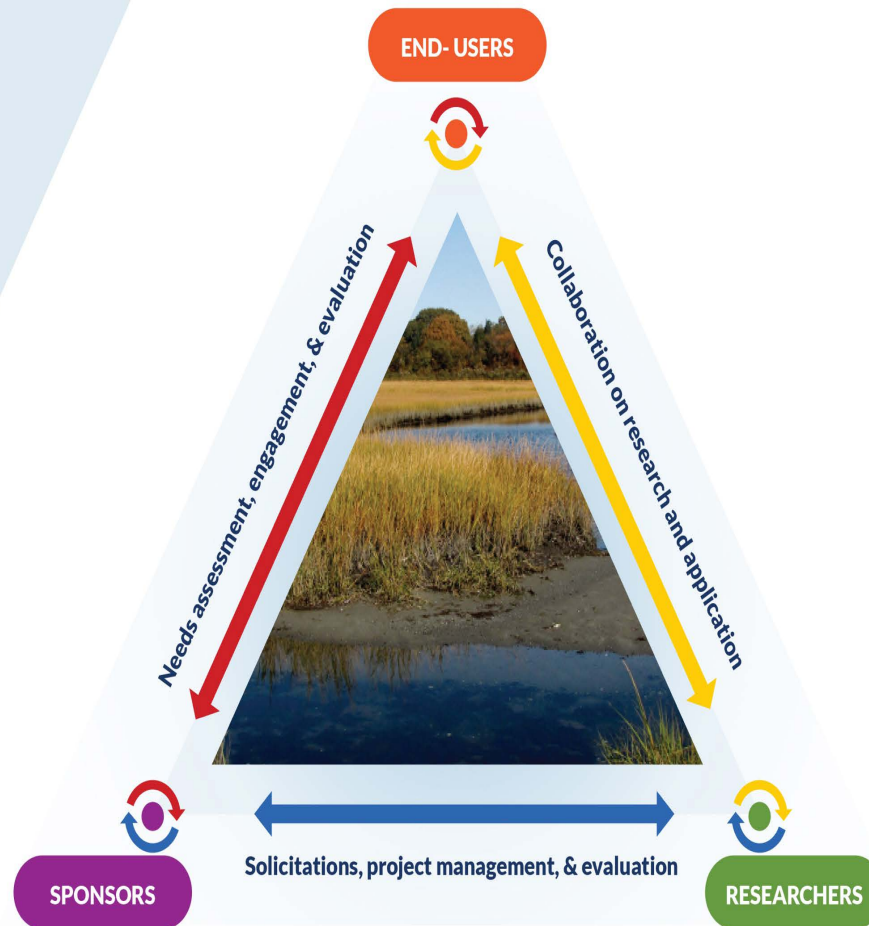 END- USERS
Needs assessment, engagement, & evaluation
Collaboration on research and application
Solicitations, project management, & evaluation
SPONSORS
RESEARCHERS